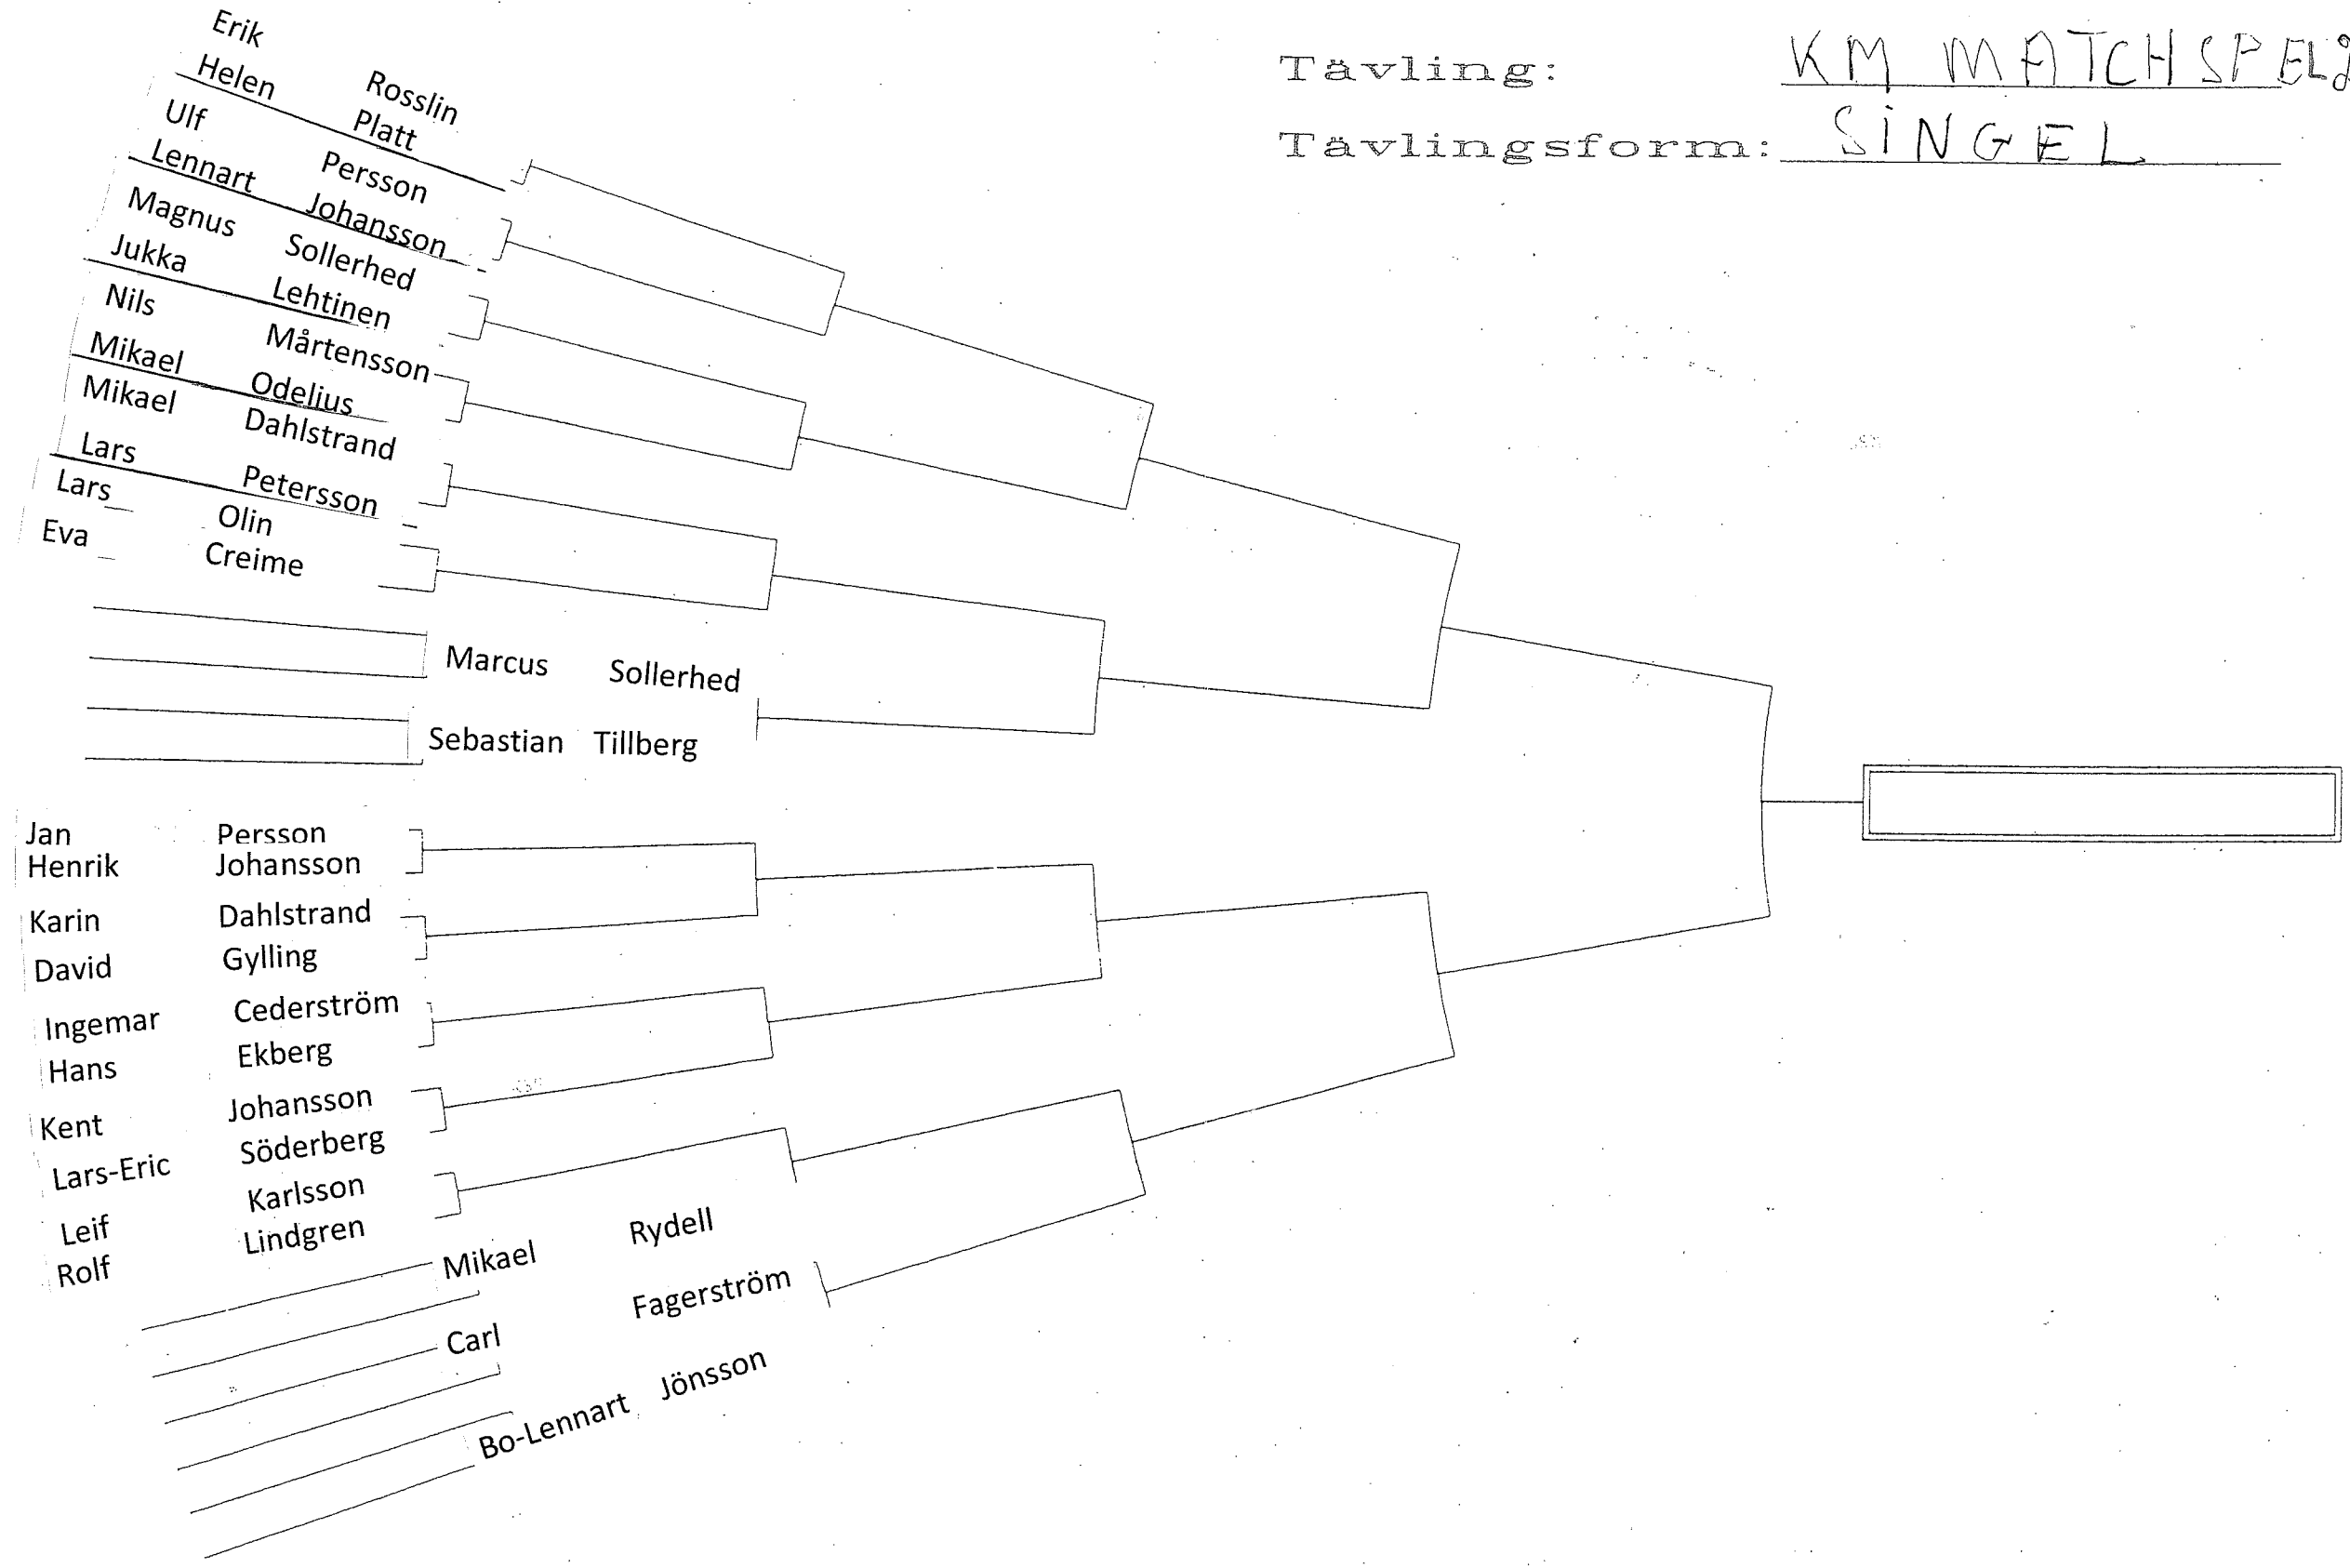 Tävling: KM MATCHSPEL
Tävlingsform: SINGEL
Erik Rosslin
Helen Platt
Ulf Persson
Lennart Johansson
Magnus Sollerhed
Jukka Lehtinen
Nils Mårtensson
Mikael Odelius
Mikael Dahlstrand
Lars Petersson
Lars Olin
Eva Creime
Marcus Sollerhed
Sebastian Tillberg
Jan Persson
Henrik Johansson
Karin Dahlstrand
David Gylling
Ingemar Cederström
Hans Ekberg
Kent Johansson
Lars-Eric Söderberg
Leif Karlsson
Rolf Lindgren
Mikael Rydell
Carl Fagerström
Bo-Lennart Jönsson